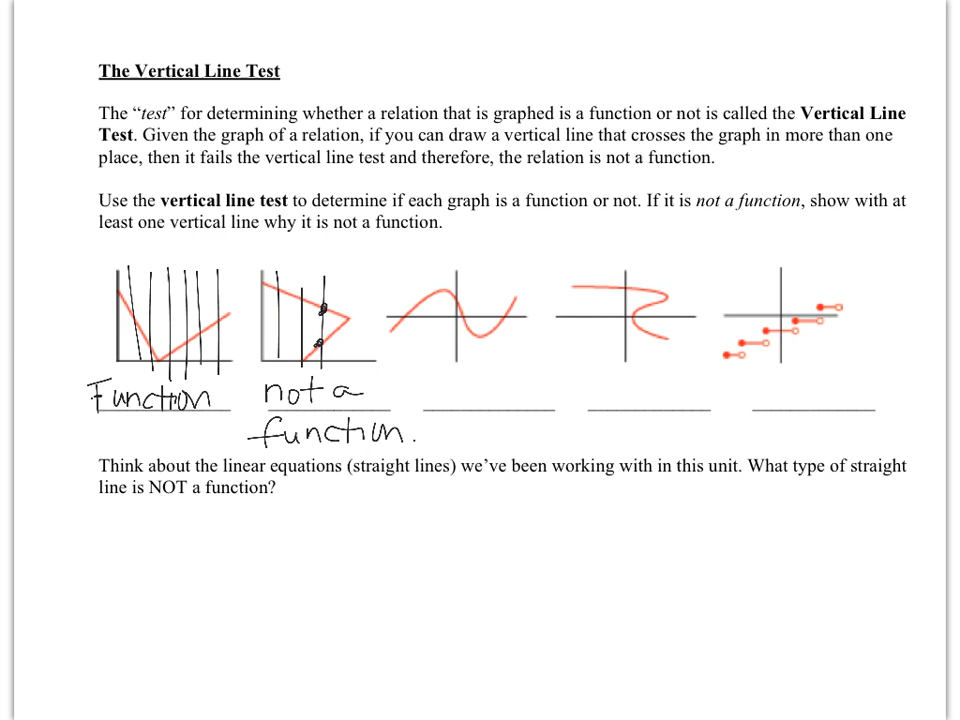 The Vertical Line Test
The “test” for determining whether a relation that is graphed is a function or not is called the Vertical Line
Test. Given the graph of a relation, if you can draw a vertical line that crosses the graph in more than one
place, then it fails the vertical line test and therefore, the relation is not a function.
Use the vertical line test to determine if each graph is a function or not. If it is not a function, show with at
least one vertical line why it is not a function.
Function
not a
function.
Think about the linear equations (straight lines) we’ve been working with in this unit. What type of straight
line is NOT a function?